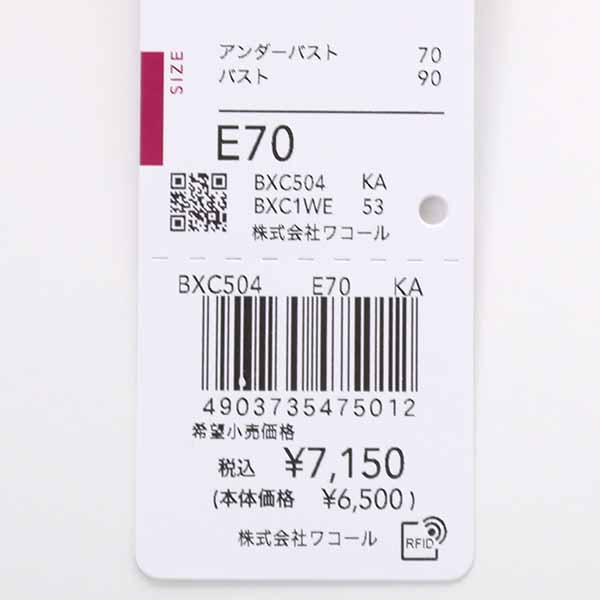 SIZE
アンダーバスト 70
バスト 90
E70
BXC504 KA
BXC1WE 53
株式会社ワコール
BXC504 E70 KA
4903735475012
希望小売価格
税込 ¥7,150
(本体価格 ¥6,500)
株式会社ワコール
RFID